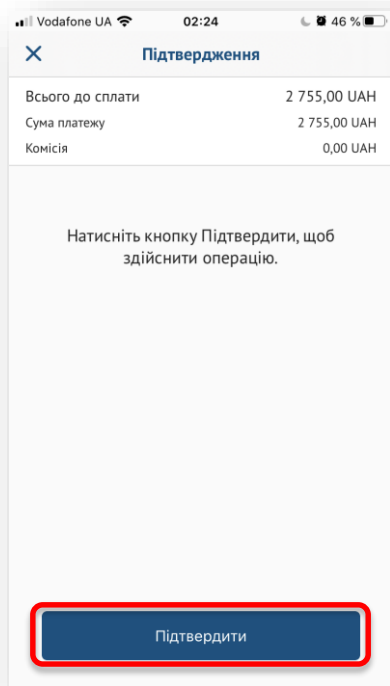 Vodafone UA 02:24 46 %
Підтвердження
Всього до сплати 2 755,00 UAH
Сума платежу 2 755,00 UAH
Комісія 0,00 UAH
Натисніть кнопку Підтвердити, щоб
здійснити операцію.
Підтвердити